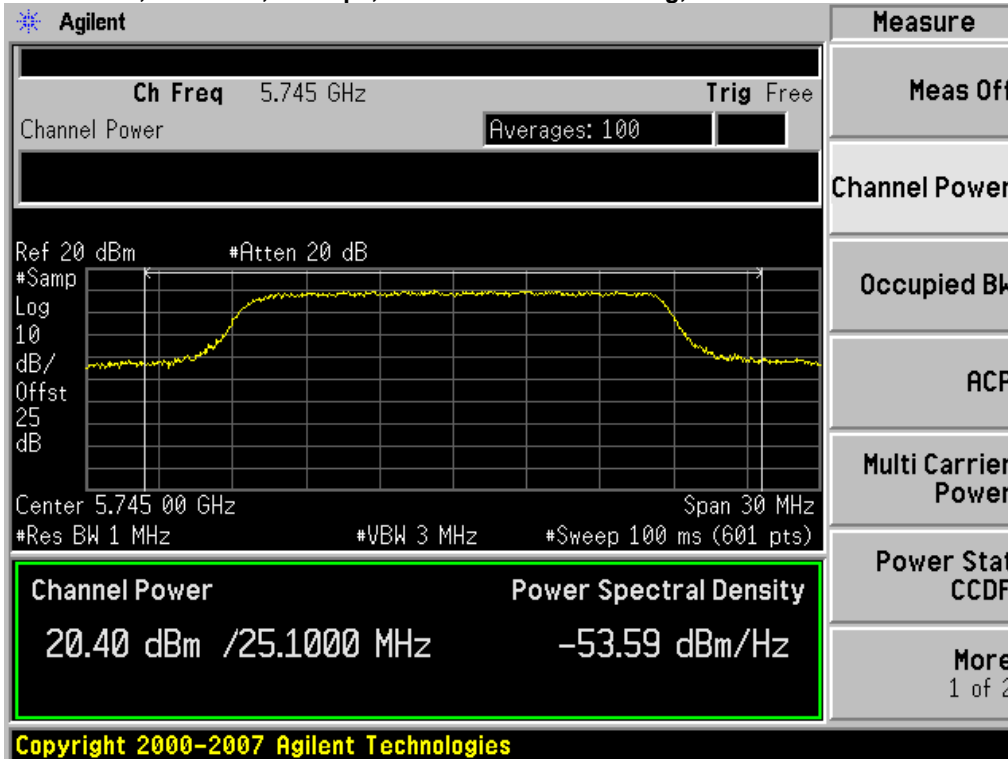 Agilent
Measure
Ch Freq 5.745 GHz Trig Free
Meas Off
Channel Power Averages: 100
Channel Power
Ref 20 dBm #Atten 20 dB
#Samp
Log
10
dB/
Offst
25
dB
Occupied BW
ACP
Multi Carrier
Power
Center 5.745 00 GHz Span 30 MHz
#Res BW 1 MHz #VBW 3 MHz #Sweep 100 ms (601 pts)
Power Stat
CCDF
Channel Power Power Spectral Density
20.40 dBm /25.1000 MHz -53.59 dBm/Hz
More
1 of 2
Copyright 2000-2007 Agilent Technologies